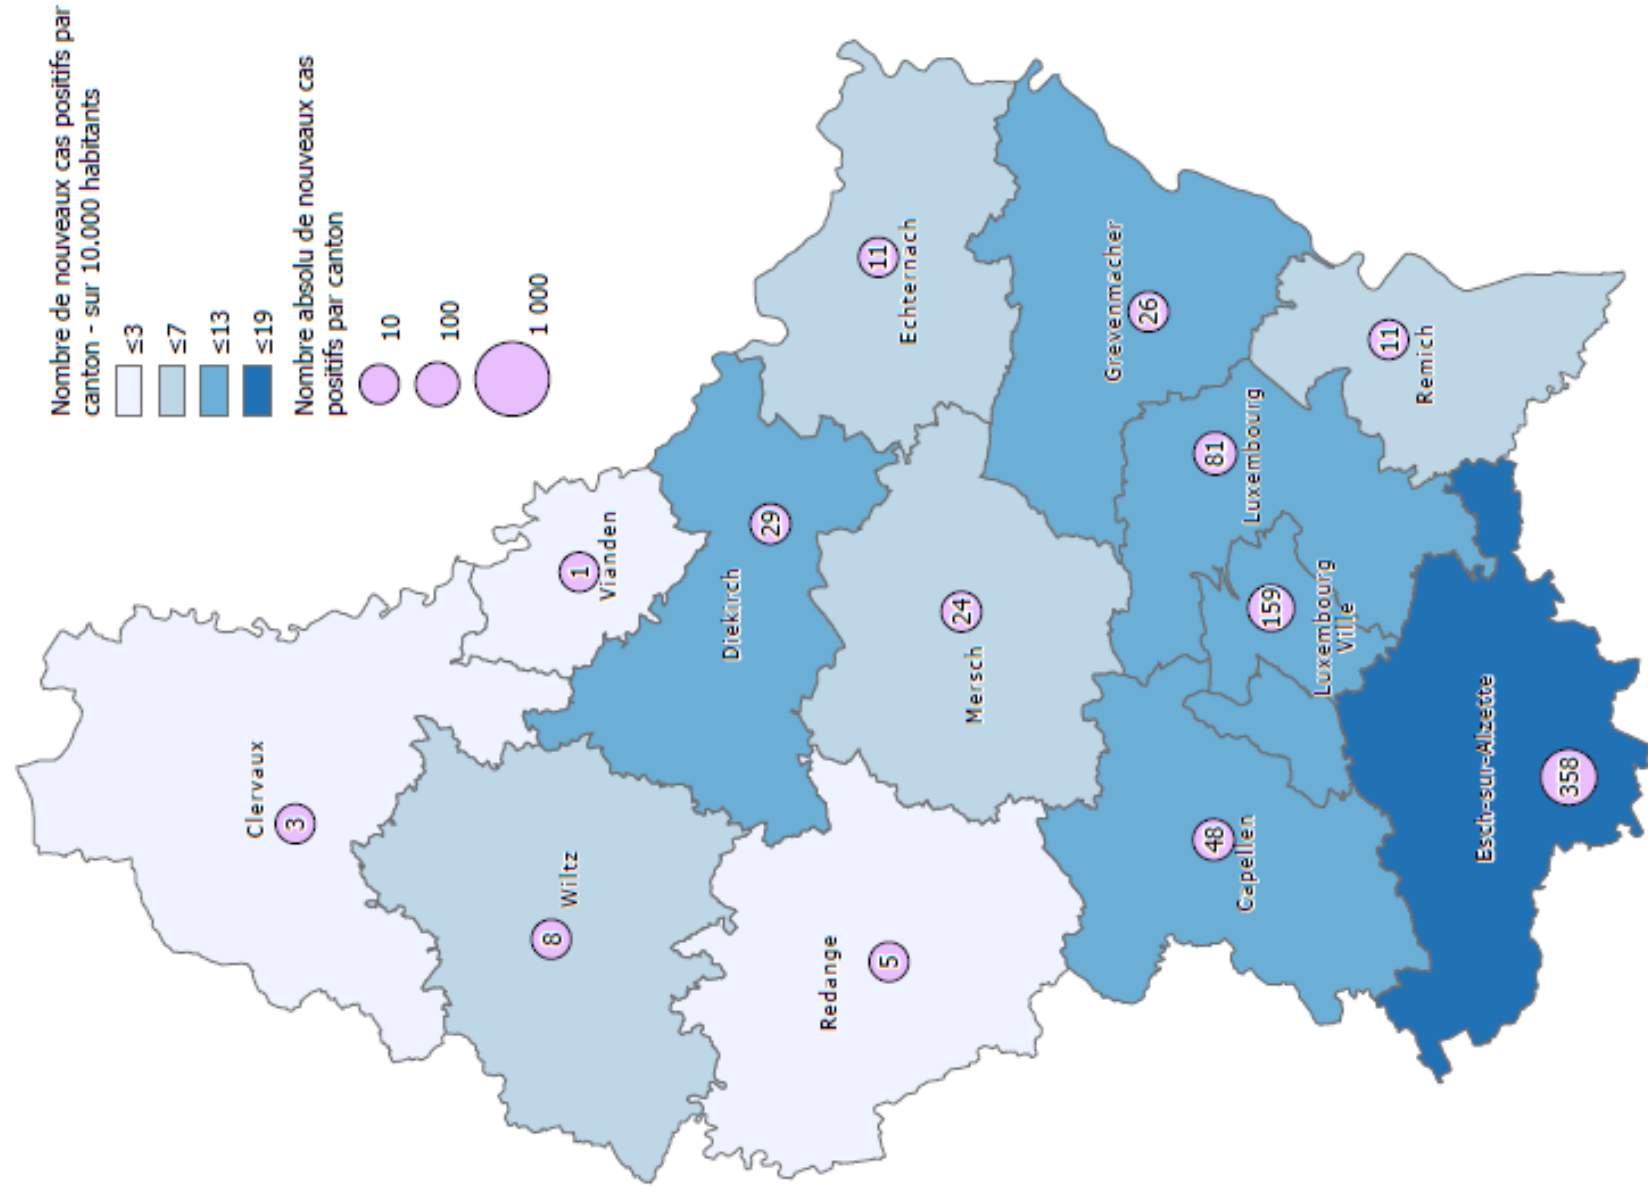 Nombre de nouveaux cas positifs par
canton - sur 10.000 habitants
≤3
≤7
≤13
≤19
Nombre absolu de nouveaux cas
positifs par canton
10
100
1 000
Clervaux
3
Wiltz
8
Vianden
1
Diekirch
29
Redange
5
Mersch
24
Echternach
11
Grevenmacher
26
Capellen
48
Luxembourg
81
Luxembourg
Ville
159
Remich
11
Esch-sur-Alzette
358